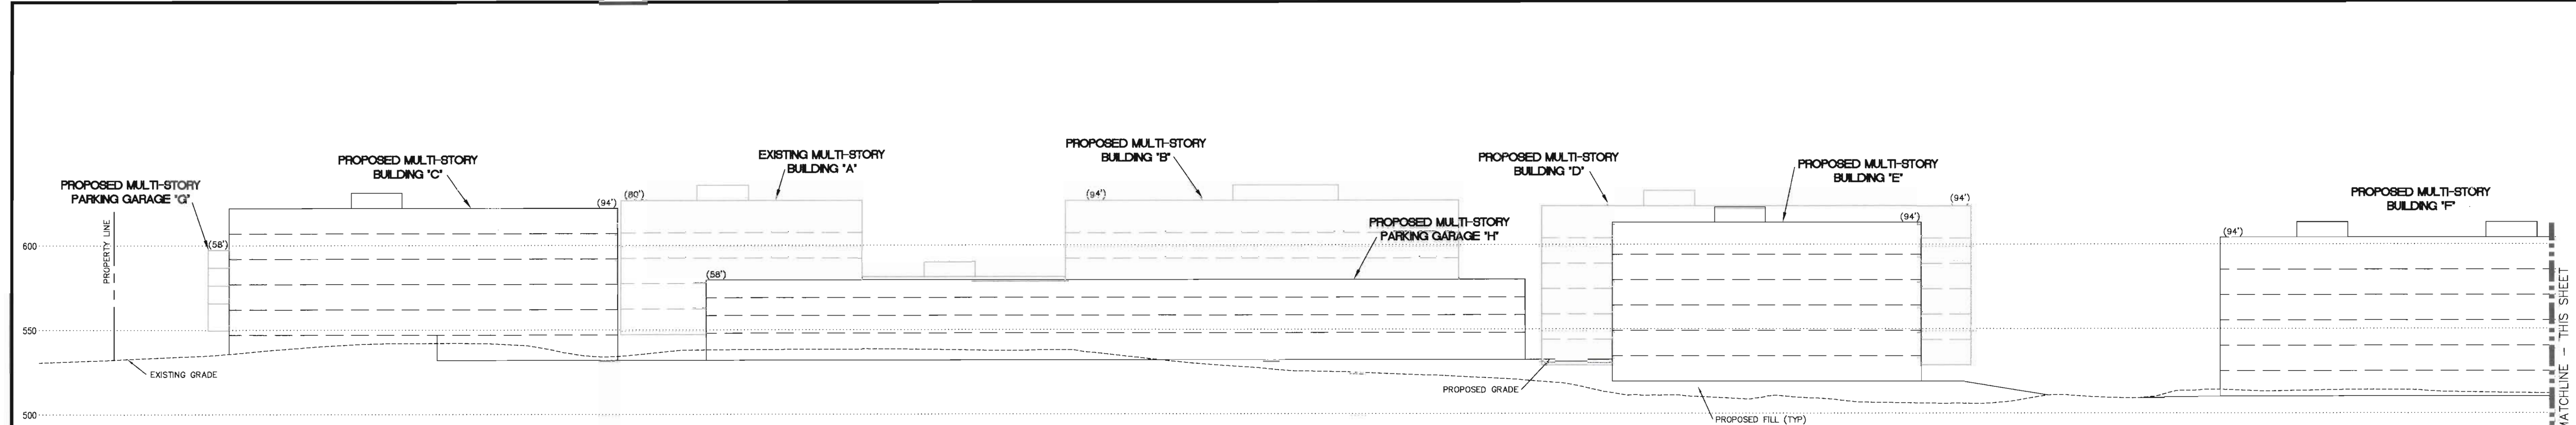 PROPOSED MULTI-STORY
PARKING GARAGE "G"
PROPOSED MULTI-STORY
BUILDING "C"
EXISTING MULTI-STORY
BUILDING "A"
PROPOSED MULTI-STORY
BUILDING "B"
PROPOSED MULTI-STORY
PARKING GARAGE "H"
PROPOSED MULTI-STORY
BUILDING "D"
PROPOSED MULTI-STORY
BUILDING "E"
PROPOSED MULTI-STORY
BUILDING "F"
PROPERTY LINE
(58')
(94')
(80')
(94')
(58')
(94')
(94')
(94')
600
550
500
EXISTING GRADE
PROPOSED GRADE
PROPOSED FILL (TYP)
MATCHLINE - THIS SHEET